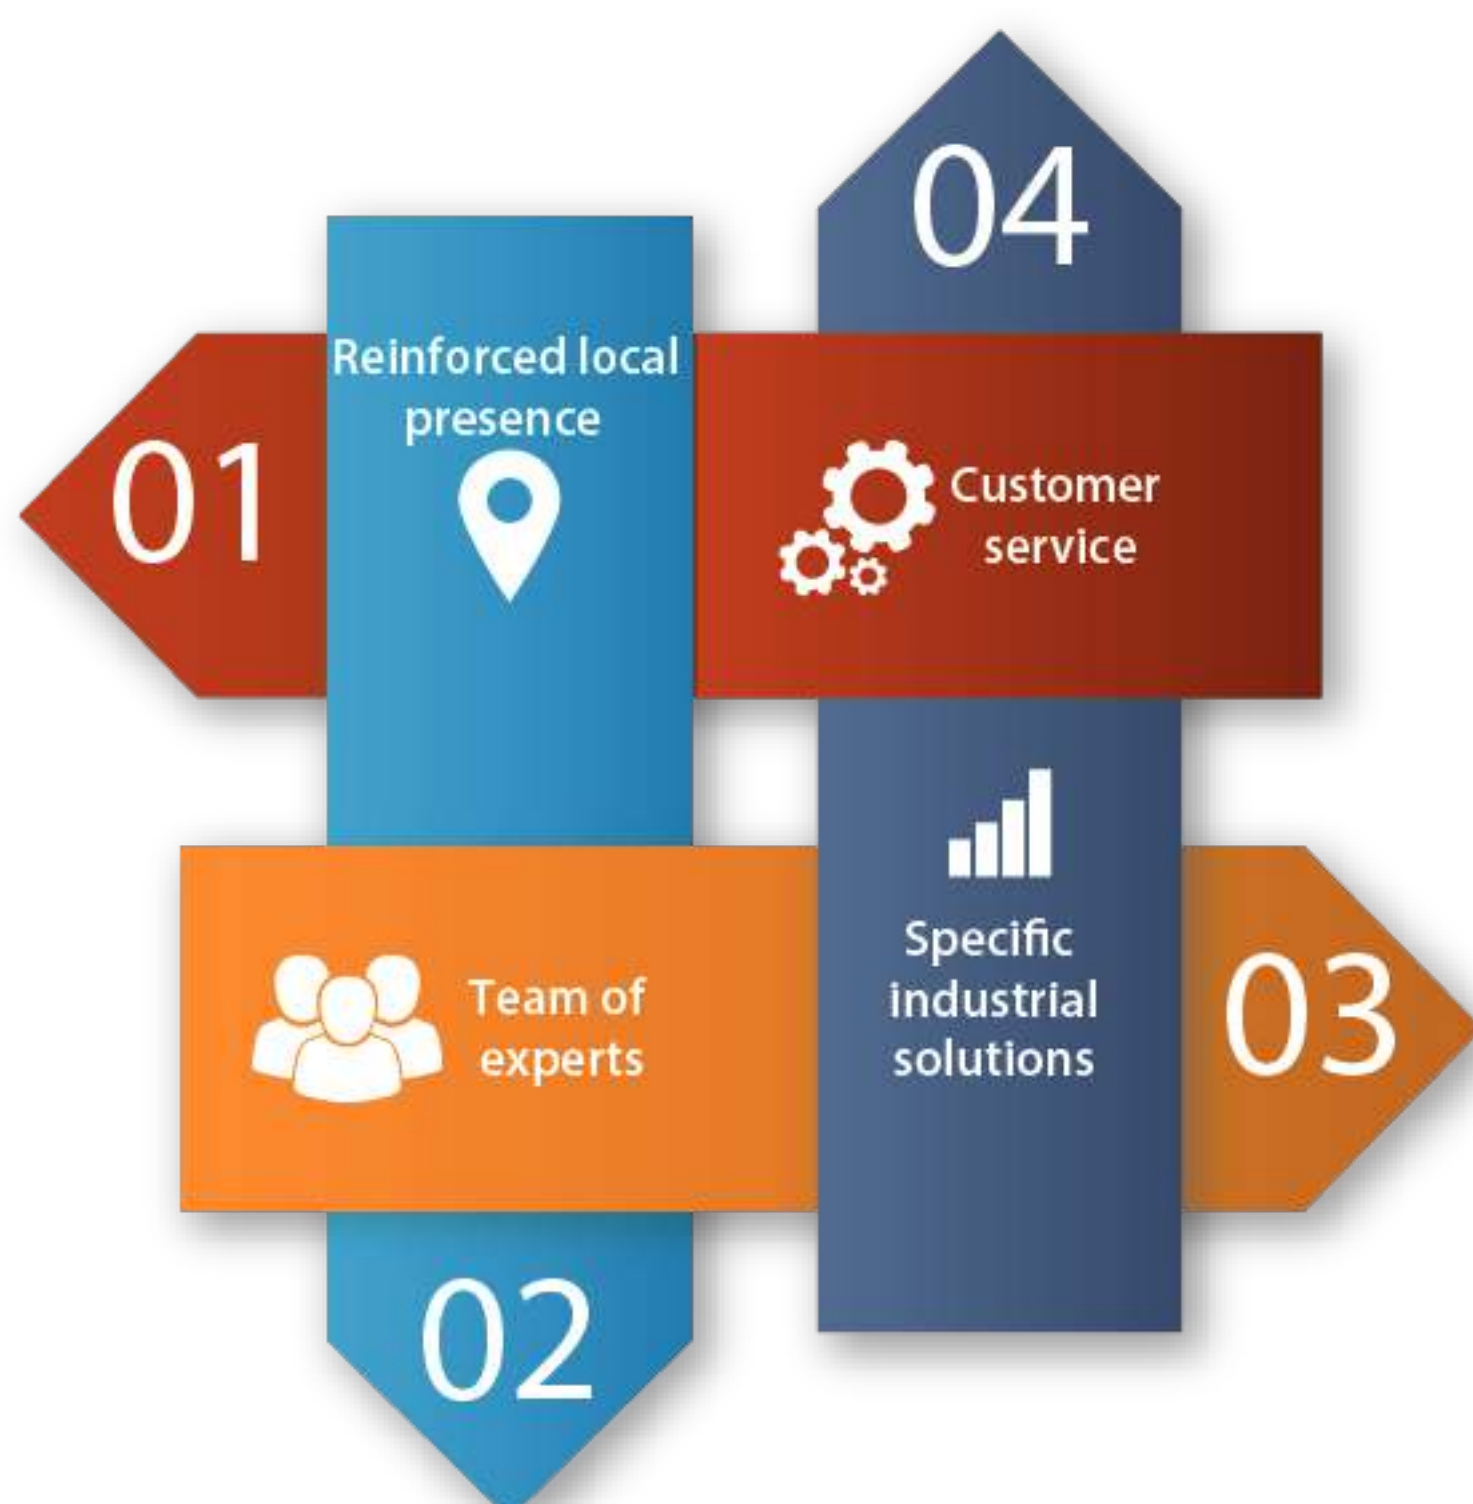 04
Reinforced local
presence
01
Customer
service
Specific
industrial
solutions
Team of
experts
03
02